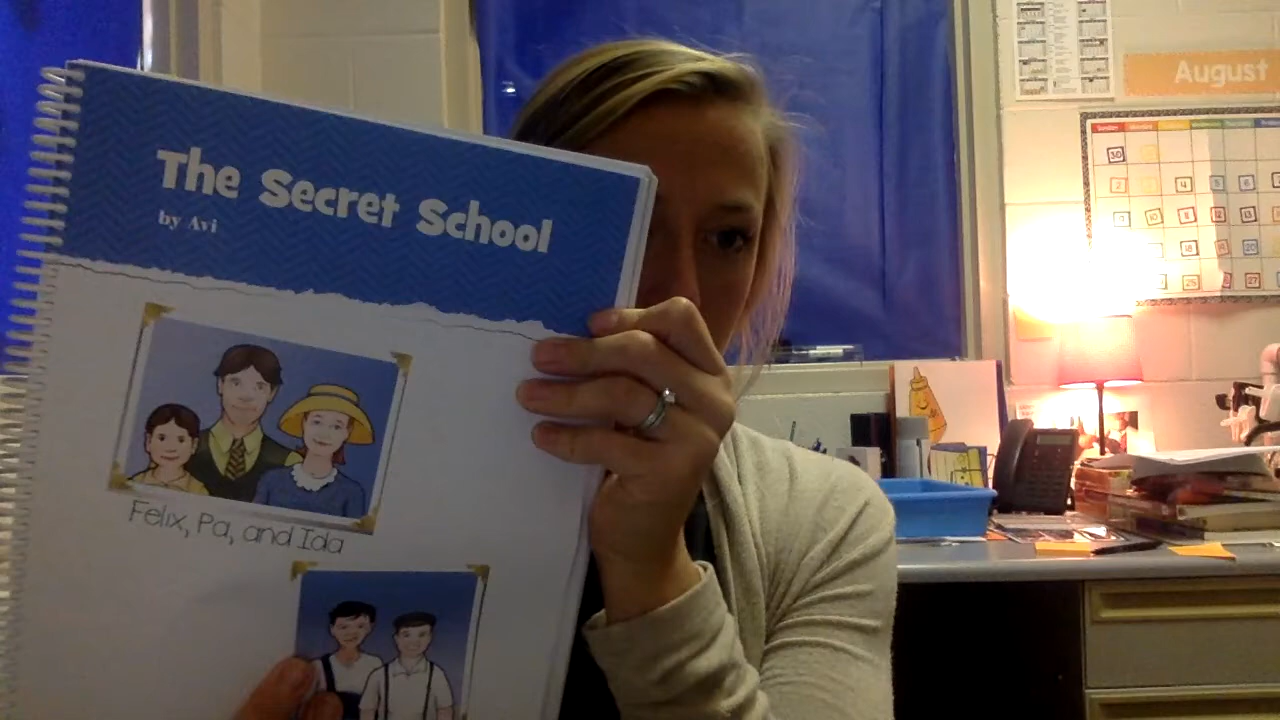 The Secret School
by Avi
Felix, Pa, and Ida
August